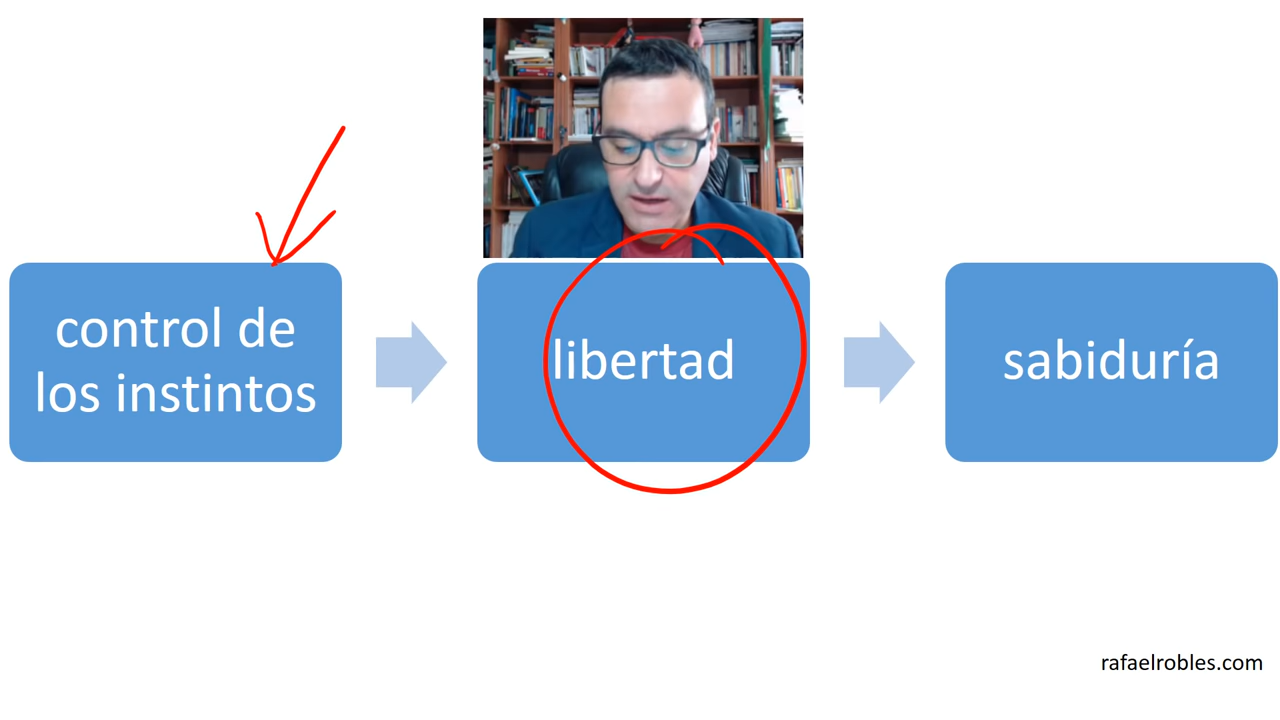 control de
los instintos
libertad
sabiduría
rafaelrobles.com